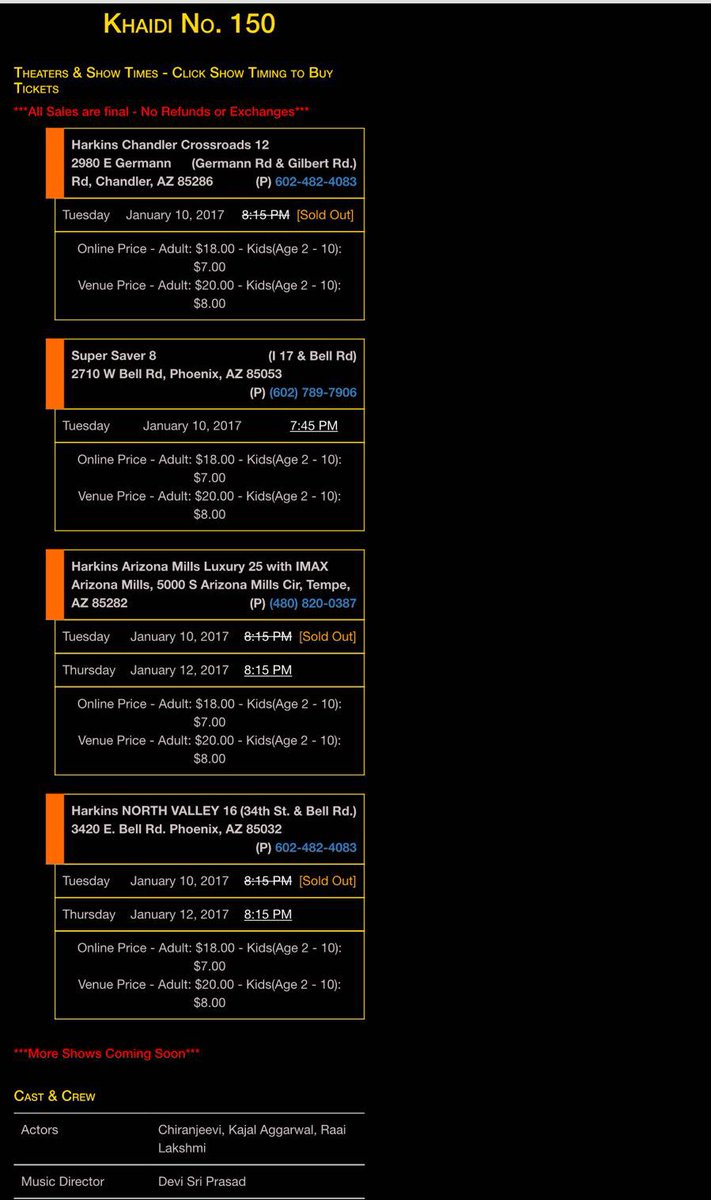 Khaidi No. 150
Theaters & Show Times - Click Show Timing to Buy
Tickets
***All Sales are final - No Refunds or Exchanges***
Harkins Chandler Crossroads 12
2980 E Germann (Germann Rd & Gilbert Rd.)
Rd, Chandler, AZ 85286 (P) 602-482-4083
Tuesday January 10, 2017 8:15 PM [Sold Out]
Online Price - Adult: $18.00 - Kids(Age 2 - 10):
$7.00
Venue Price - Adult: $20.00 - Kids(Age 2 - 10):
$8.00
Super Saver 8 (I 17 & Bell Rd)
2710 W Bell Rd, Phoenix, AZ 85053
(P) (602) 789-7906
Tuesday January 10, 2017 7:45 PM
Online Price - Adult: $18.00 - Kids(Age 2 - 10):
$7.00
Venue Price - Adult: $20.00 - Kids(Age 2 - 10):
$8.00
Harkins Arizona Mills Luxury 25 with IMAX
Arizona Mills, 5000 S Arizona Mills Cir, Tempe,
AZ 85282 (P) (480) 820-0387
Tuesday January 10, 2017 8:15 PM [Sold Out]
Thursday January 12, 2017 8:15 PM
Online Price - Adult: $18.00 - Kids(Age 2 - 10):
$7.00
Venue Price - Adult: $20.00 - Kids(Age 2 - 10):
$8.00
Harkins NORTH VALLEY 16 (34th St. & Bell Rd.)
3420 E. Bell Rd. Phoenix, AZ 85032
(P) 602-482-4083
Tuesday January 10, 2017 8:15 PM [Sold Out]
Thursday January 12, 2017 8:15 PM
Online Price - Adult: $18.00 - Kids(Age 2 - 10):
$7.00
Venue Price - Adult: $20.00 - Kids(Age 2 - 10):
$8.00
***More Shows Coming Soon***
Cast & Crew
Actors Chiranjeevi, Kajal Aggarwal, Raai
Lakshmi
Music Director Devi Sri Prasad